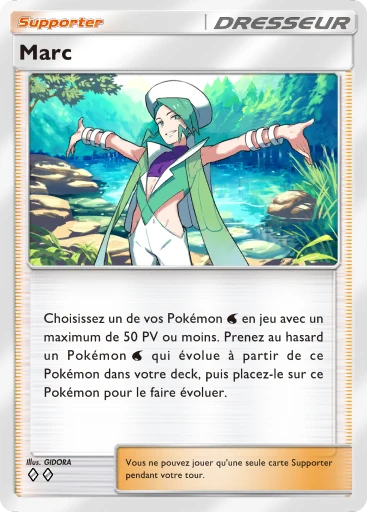 Supporter
DRESSEUR
Marc
Choisissez un de vos Pokémon en jeu avec un
maximum de 50 PV ou moins. Prenez au hasard
un Pokémon qui évolue à partir de ce
Pokémon dans votre deck, puis placez-le sur ce
Pokémon pour le faire évoluer.
Illus. GIDORA
Vous ne pouvez jouer qu'une seule carte Supporter
pendant votre tour.